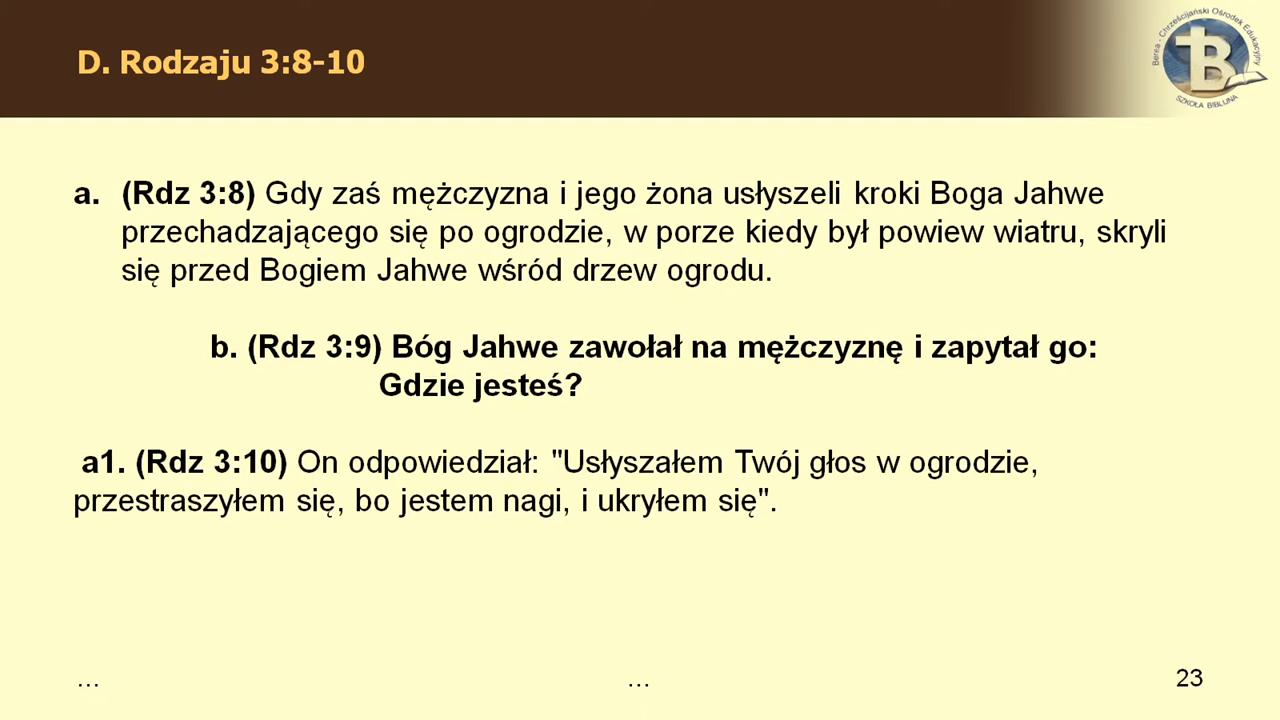 D. Rodzaju 3:8-10
Berea - Chrześcijański Ośrodek Edukacyjny
SZKOŁA BIBLIJNA
a. (Rdz 3:8) Gdy zaś mężczyzna i jego żona usłyszeli kroki Boga Jahwe
przechadzającego się po ogrodzie, w porze kiedy był powiew wiatru, skryli
się przed Bogiem Jahwe wśród drzew ogrodu.
b. (Rdz 3:9) Bóg Jahwe zawołał na mężczyznę i zapytał go:
Gdzie jesteś?
a1. (Rdz 3:10) On odpowiedział: "Usłyszałem Twój głos w ogrodzie,
przestraszyłem się, bo jestem nagi, i ukryłem się".
... ... 23